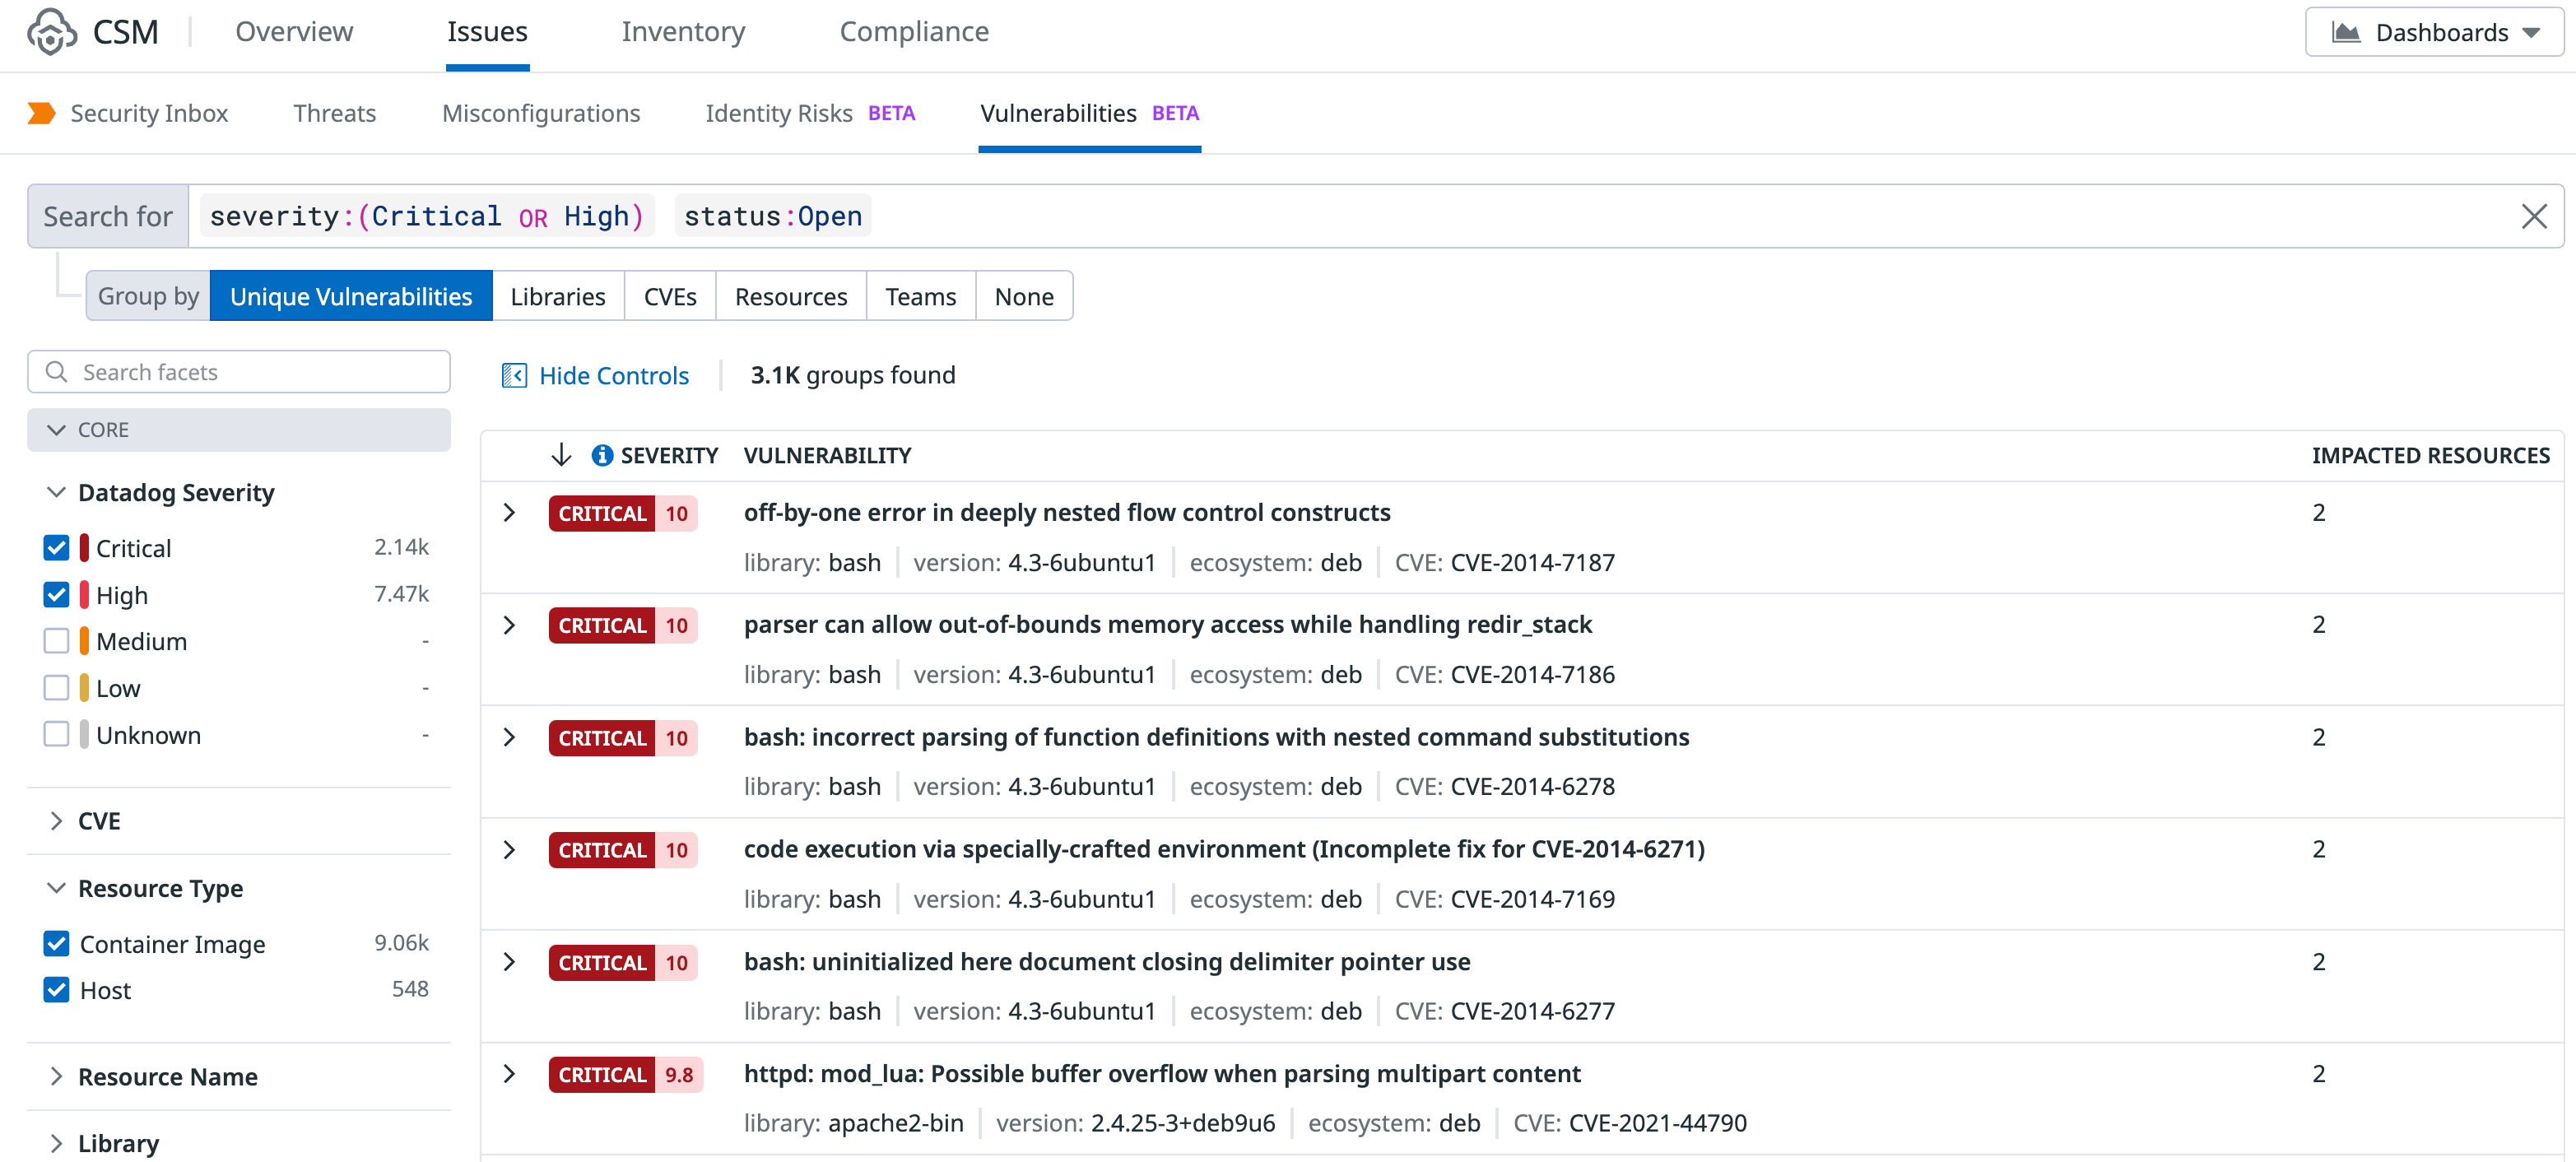 CSM Overview Issues Inventory Compliance Dashboards
Security Inbox Threats Misconfigurations Identity Risks BETA Vulnerabilities BETA
Search for severity:(Critical OR High) status:Open
Group by Unique Vulnerabilities Libraries CVEs Resources Teams None
Search facets
Hide Controls 3.1K groups found
CORE
Datadog Severity
Critical 2.14k
High 7.47k
Medium -
Low -
Unknown -
CVE
Resource Type
Container Image 9.06k
Host 548
Resource Name
Library
SEVERITY VULNERABILITY IMPACTED RESOURCES
CRITICAL 10 off-by-one error in deeply nested flow control constructs 2
library: bash version: 4.3-6ubuntu1 ecosystem: deb CVE: CVE-2014-7187
CRITICAL 10 parser can allow out-of-bounds memory access while handling redir_stack 2
library: bash version: 4.3-6ubuntu1 ecosystem: deb CVE: CVE-2014-7186
CRITICAL 10 bash: incorrect parsing of function definitions with nested command substitutions 2
library: bash version: 4.3-6ubuntu1 ecosystem: deb CVE: CVE-2014-6278
CRITICAL 10 code execution via specially-crafted environment (Incomplete fix for CVE-2014-6271) 2
library: bash version: 4.3-6ubuntu1 ecosystem: deb CVE: CVE-2014-7169
CRITICAL 10 bash: uninitialized here document closing delimiter pointer use 2
library: bash version: 4.3-6ubuntu1 ecosystem: deb CVE: CVE-2014-6277
CRITICAL 9.8 httpd: mod_lua: Possible buffer overflow when parsing multipart content 2
library: apache2-bin version: 2.4.25-3+deb9u6 ecosystem: deb CVE: CVE-2021-44790